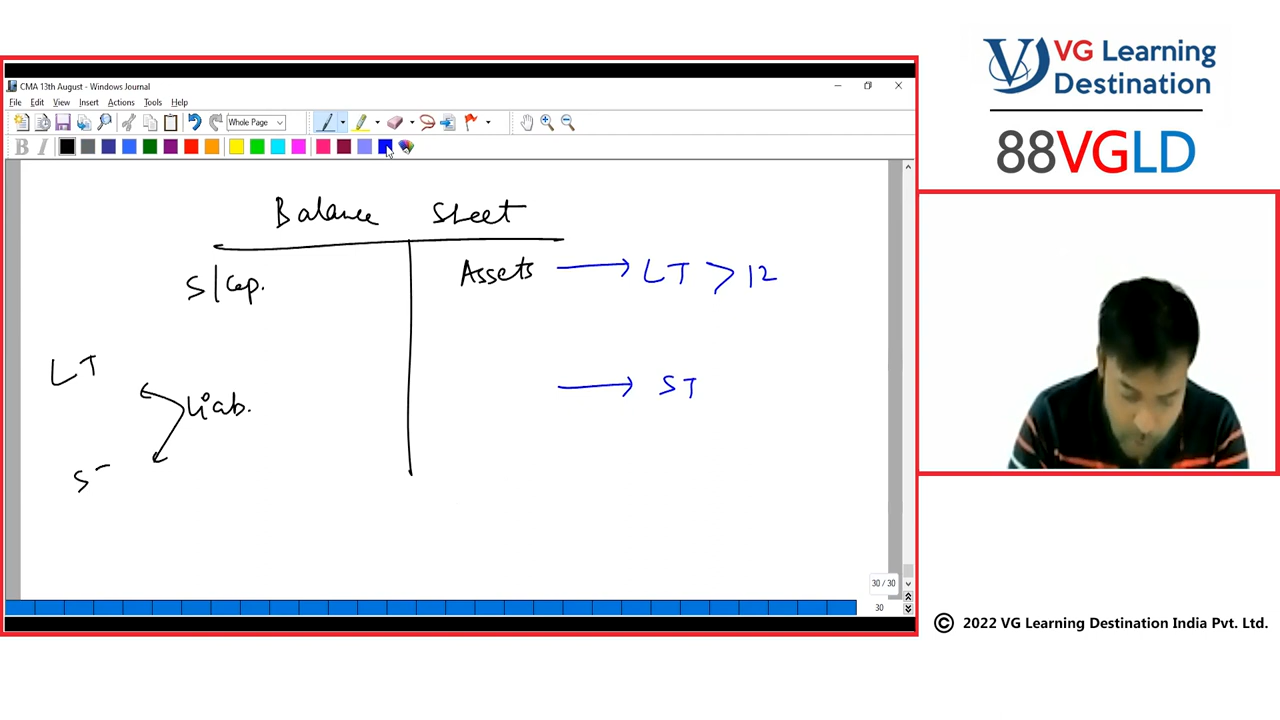 CMA 13th August - Windows Journal
File Edit View Insert Actions Tools Help
Whole Page
B I
Balance Sheet
S/Cap.
Assets → LT > 12
LT
Liab.
→ ST
S
30 / 30
30
VG Learning
Destination
88VGLD
© 2022 VG Learning Destination India Pvt. Ltd.